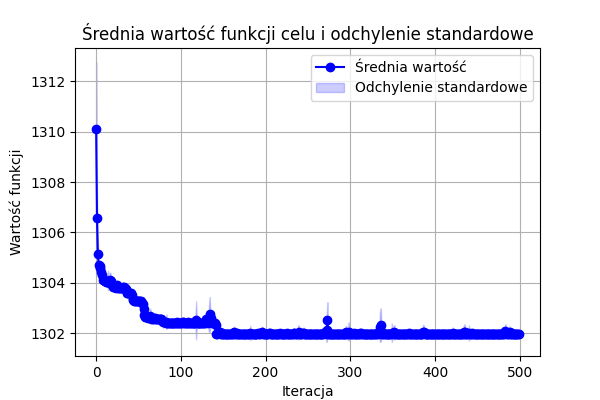 Średnia wartość funkcji celu i odchylenie standardowe
Średnia wartość
Odchylenie standardowe
Wartość funkcji
1312
1310
1308
1306
1304
1302
0 100 200 300 400 500
Iteracja